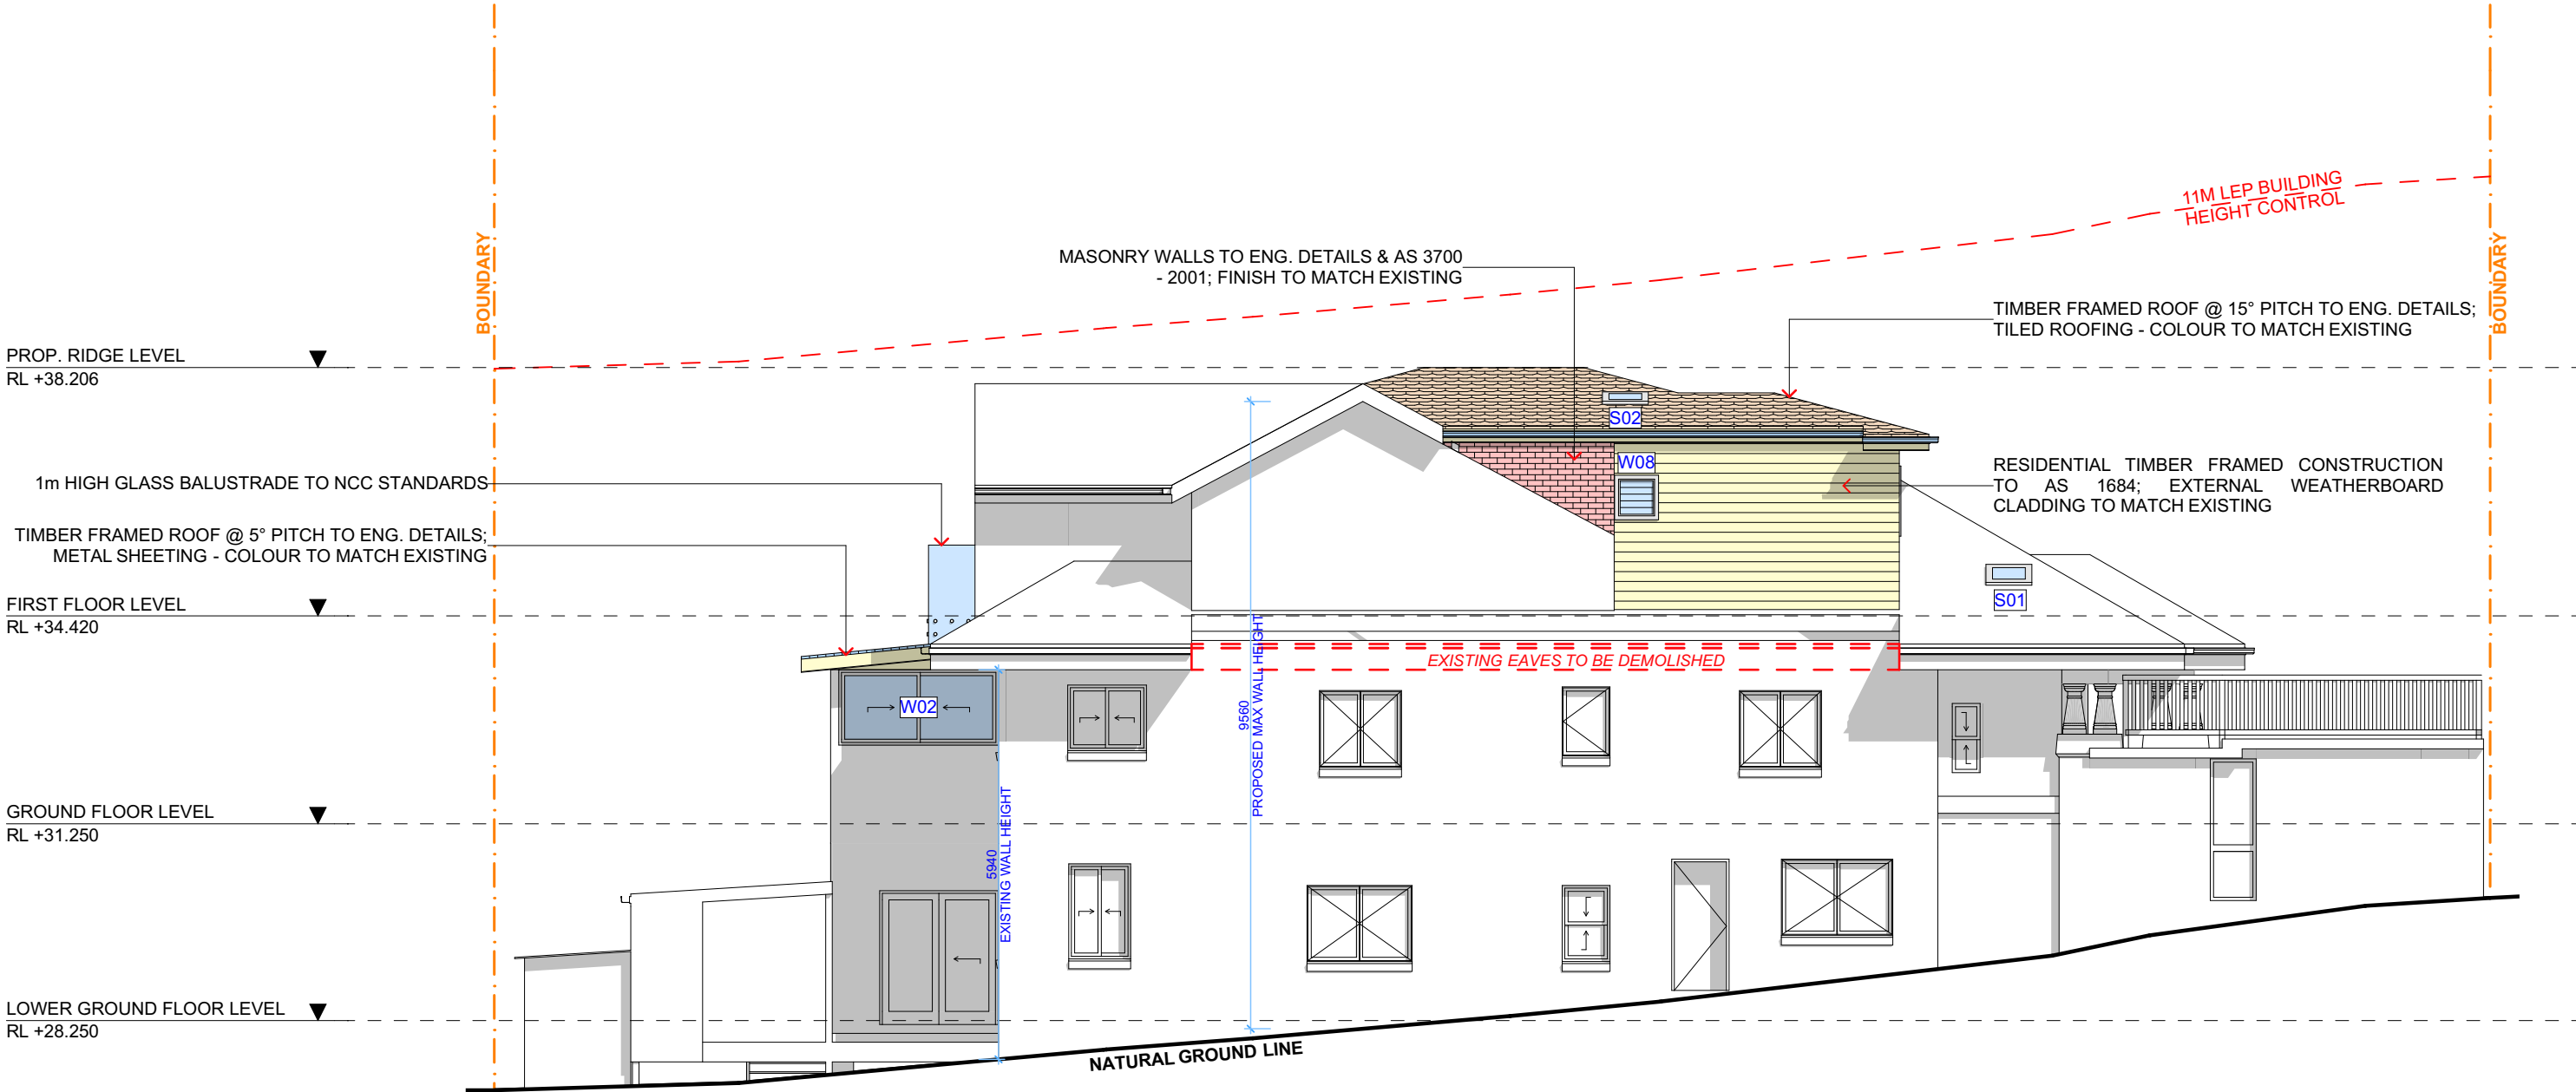 11M LEP BUILDING
HEIGHT CONTROL
BOUNDARY
BOUNDARY
MASONRY WALLS TO ENG. DETAILS & AS 3700
- 2001; FINISH TO MATCH EXISTING
TIMBER FRAMED ROOF @ 15° PITCH TO ENG. DETAILS;
TILED ROOFING - COLOUR TO MATCH EXISTING
PROP. RIDGE LEVEL
RL +38.206
S02
W08
1m HIGH GLASS BALUSTRADE TO NCC STANDARDS
RESIDENTIAL TIMBER FRAMED CONSTRUCTION
TO AS 1684; EXTERNAL WEATHERBOARD
CLADDING TO MATCH EXISTING
TIMBER FRAMED ROOF @ 5° PITCH TO ENG. DETAILS;
METAL SHEETING - COLOUR TO MATCH EXISTING
S01
FIRST FLOOR LEVEL
RL +34.420
EXISTING EAVES TO BE DEMOLISHED
W02
9560
PROPOSED MAX WALL HEIGHT
GROUND FLOOR LEVEL
RL +31.250
5940
EXISTING WALL HEIGHT
LOWER GROUND FLOOR LEVEL
RL +28.250
NATURAL GROUND LINE